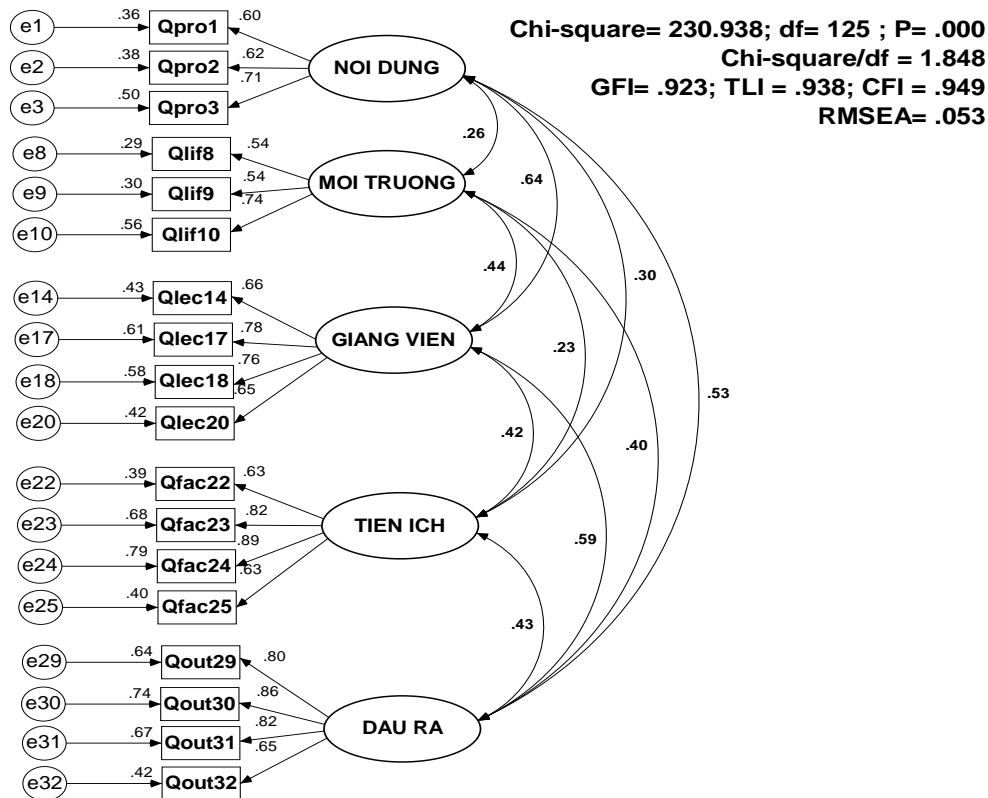 Chi-square= 230.938; df= 125 ; P= .000
Chi-square/df = 1.848
GFI= .923; TLI = .938; CFI = .949
RMSEA= .053
e1 .36 Qpro1 .60
e2 .38 Qpro2 .62
e3 .50 Qpro3 .71
NOI DUNG
e8 .29 Qlif8 .54
e9 .30 Qlif9 .54
e10 .56 Qlif10 .74
MOI TRUONG
e14 .43 Qlec14 .66
e17 .61 Qlec17 .78
e18 .58 Qlec18 .76
e20 .42 Qlec20 .65
GIANG VIEN
e22 .39 Qfac22 .63
e23 .68 Qfac23 .82
e24 .79 Qfac24 .89
e25 .40 Qfac25 .63
TIEN ICH
e29 .64 Qout29 .80
e30 .74 Qout30 .86
e31 .67 Qout31 .82
e32 .42 Qout32 .65
DAU RA
.26
.64
.44
.30
.23
.53
.42
.40
.59
.43